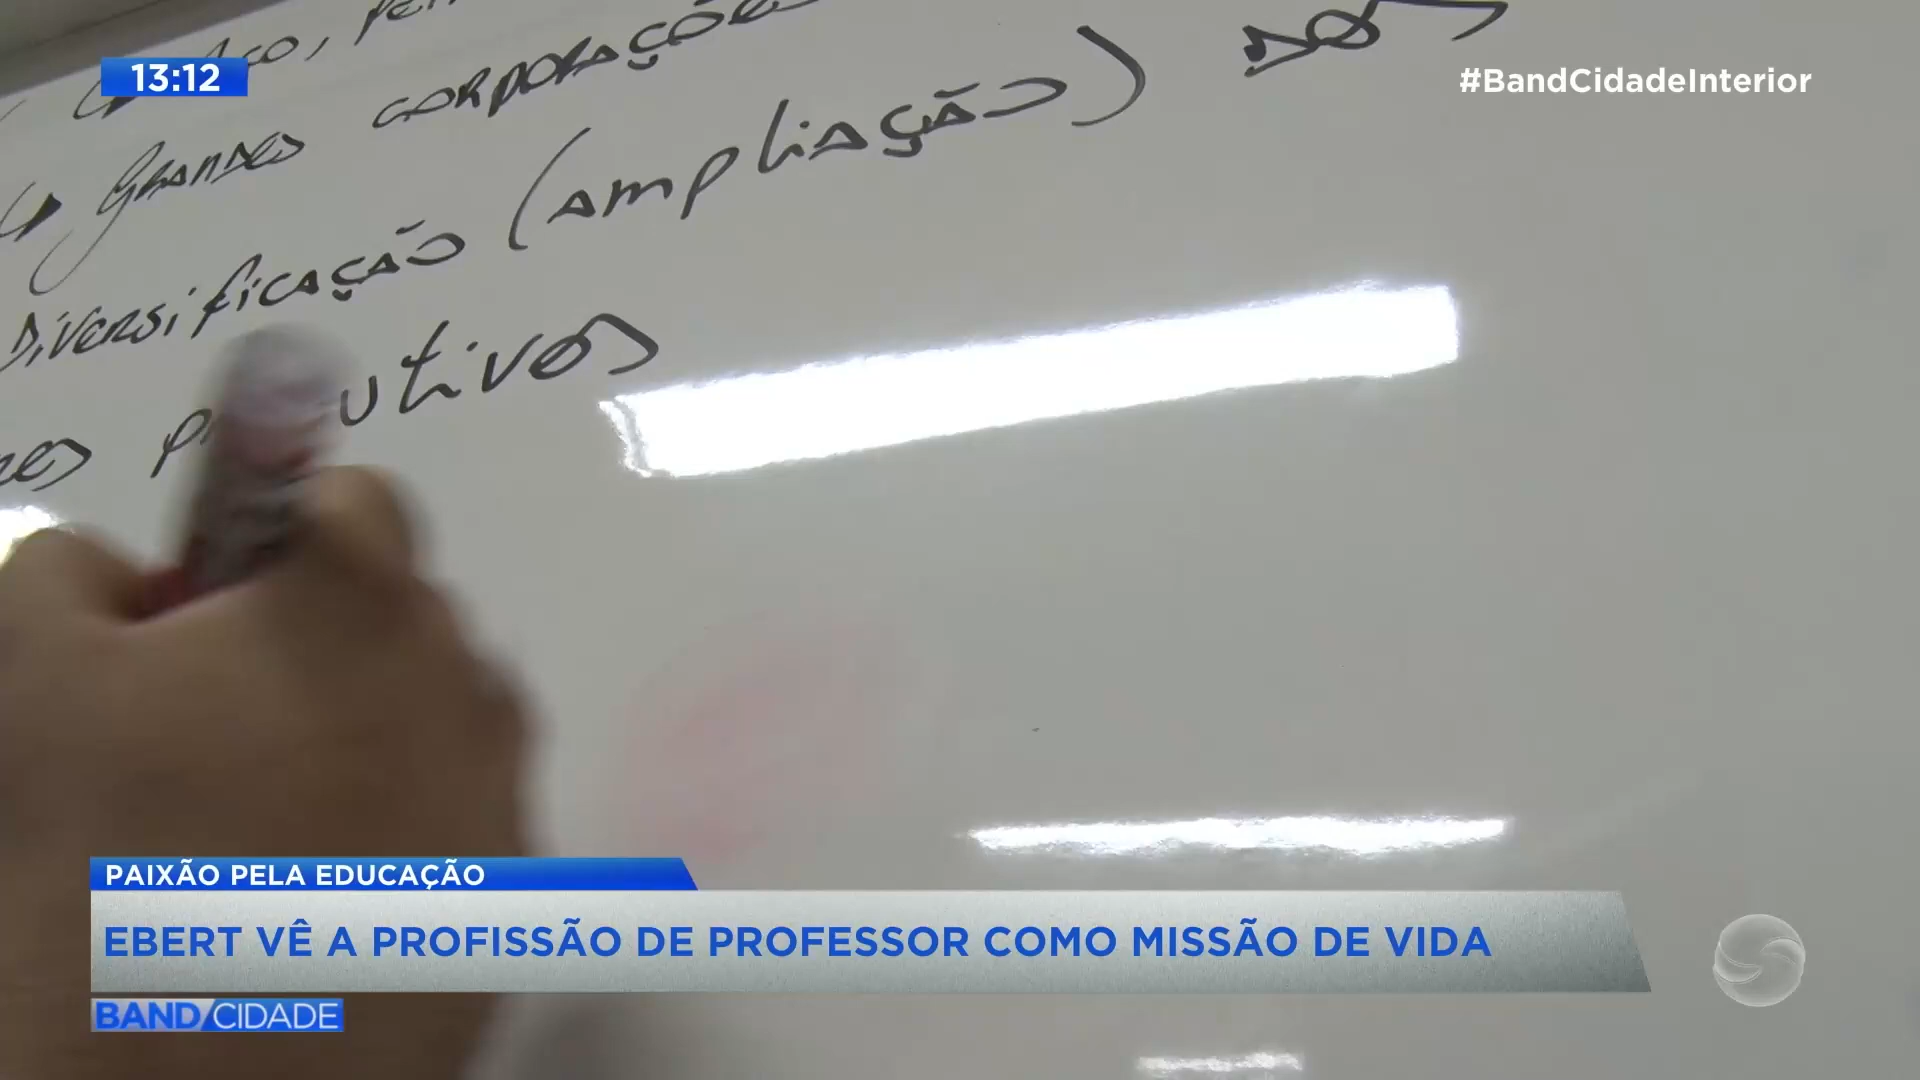 13:12
#BandCidadeInterior
grandes corporações
Diversificação (ampliação) dos
PAIXÃO PELA EDUCAÇÃO
EBERT VÊ A PROFISSÃO DE PROFESSOR COMO MISSÃO DE VIDA
BAND CIDADE